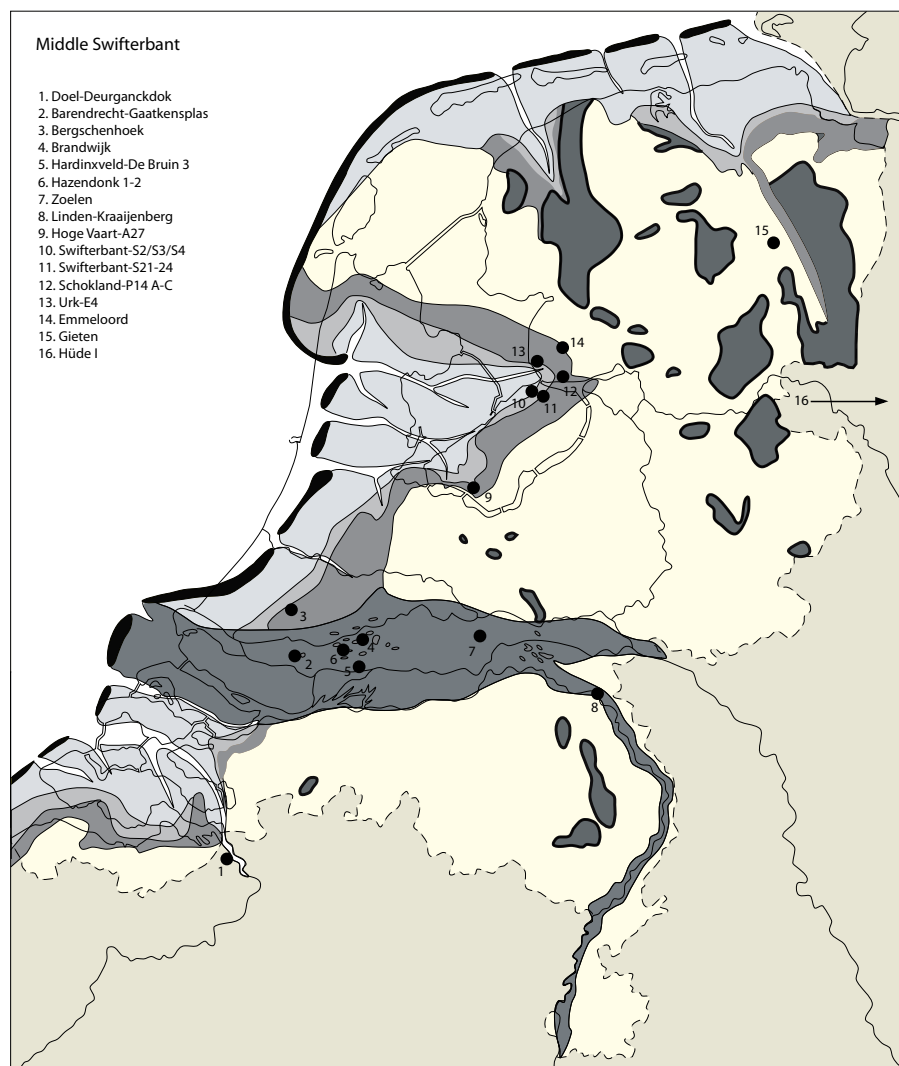 Middle Swifterbant
1. Doel-Deurganckdok
2. Barendrecht-Gaatkensplas
3. Bergschenhoek
4. Brandwijk
5. Hardinxveld-De Bruin 3
6. Hazendonk 1-2
7. Zoelen
8. Linden-Kraaijenberg
9. Hoge Vaart-A27
10. Swifterbant-S2/S3/S4
11. Swifterbant-S21-24
12. Schokland-P14 A-C
13. Urk-E4
14. Emmeloord
15. Gieten
16. Hüde I
15
14
13
12
10
11
16
9
3
4
7
6
2
5
8
1